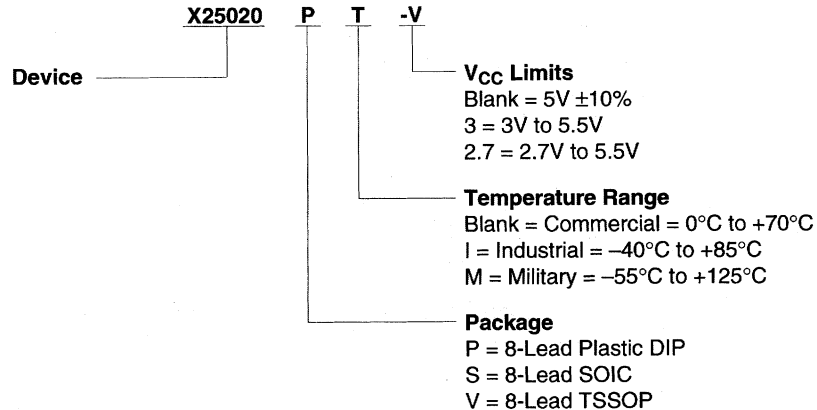 X25020 P T -V
Device
VCC Limits
Blank = 5V ±10%
3 = 3V to 5.5V
2.7 = 2.7V to 5.5V
Temperature Range
Blank = Commercial = 0°C to +70°C
I = Industrial = –40°C to +85°C
M = Military = –55°C to +125°C
Package
P = 8-Lead Plastic DIP
S = 8-Lead SOIC
V = 8-Lead TSSOP